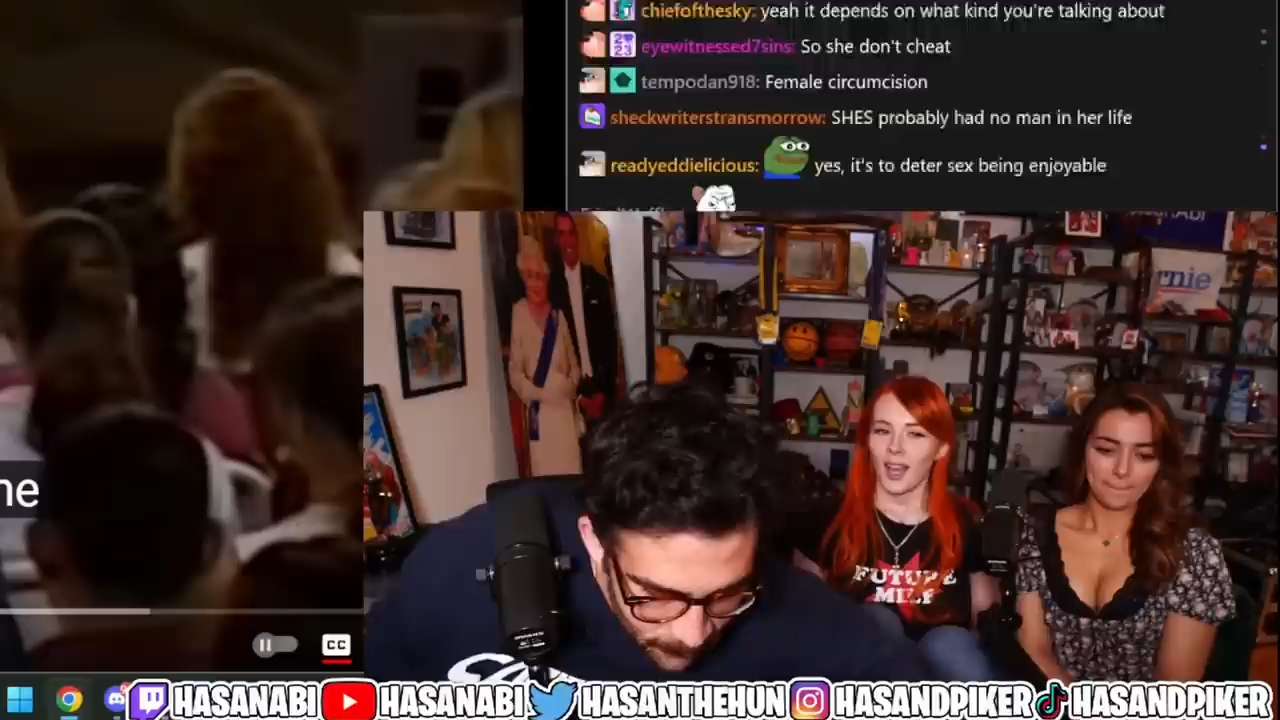 chiefofthesky: yeah it depends on what kind you're talking about
eyewitnessed7sins: So she don't cheat
tempodan918: Female circumcision
sheckwriterstransmorrow: SHES probably had no man in her life
readyeddielicious: yes, it's to deter sex being enjoyable
rnie
FUTURE
MILF
ne
CC
HASANABI HASANABI HASANTHEHUN HASANDPIKER HASANDPIKER